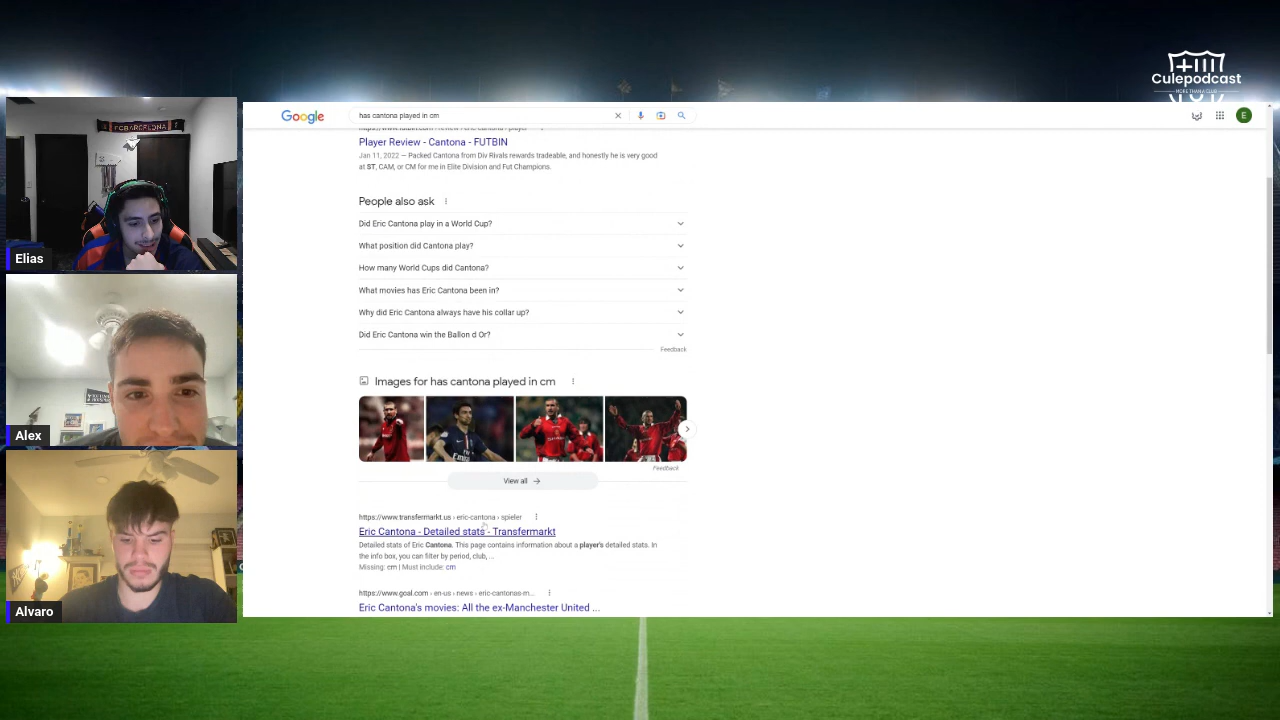 Culepodcast
MORE THAN A CLUB
FCBARCELONA
Elias
Alex
Alvaro
Google
has cantona played in cm
E
Player Review - Cantona - FUTBIN
Jan 11, 2022 — Packed Cantona from Div Rivals rewards tradeable, and honestly he is very good
at ST, CAM, or CM for me in Elite Division and Fut Champions.
People also ask
Did Eric Cantona play in a World Cup?
What position did Cantona play?
How many World Cups did Cantona?
What movies has Eric Cantona been in?
Why did Eric Cantona always have his collar up?
Did Eric Cantona win the Ballon d Or?
Feedback
Images for has cantona played in cm
Feedback
View all
https://www.transfermarkt.us › eric-cantona › spieler
Eric Cantona - Detailed stats - Transfermarkt
Detailed stats of Eric Cantona. This page contains information about a player's detailed stats. In
the info box, you can filter by period, club, ...
Missing: cm | Must include: cm
https://www.goal.com › en-us › news › eric-cantonas-m...
Eric Cantona's movies: All the ex-Manchester United ...